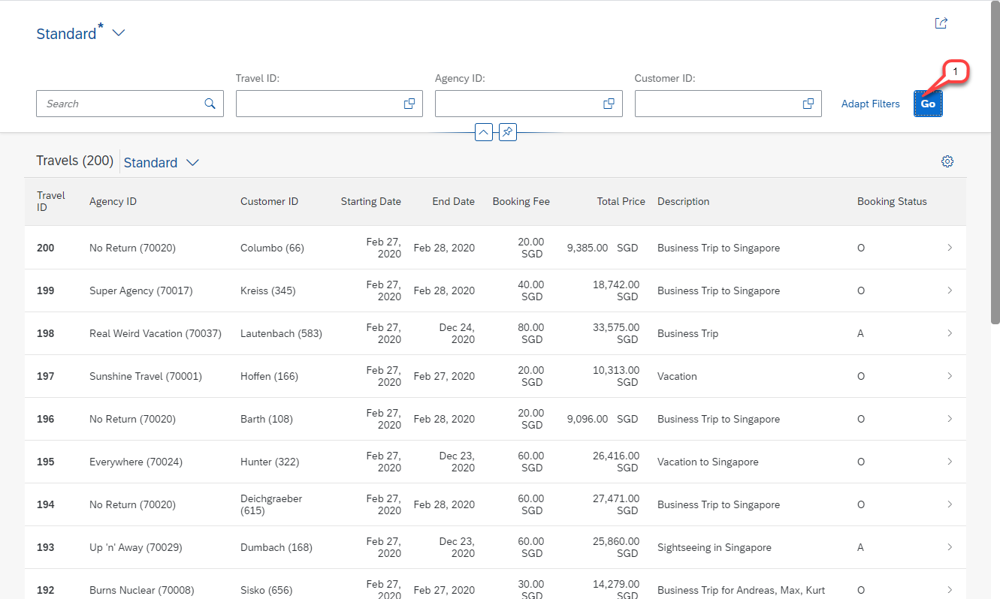 Standard*
Travel ID:
Agency ID:
Customer ID:
1
Search
Adapt Filters
Go
Travels (200)
Standard
Travel
ID
Agency ID
Customer ID
Starting Date
End Date
Booking Fee
Total Price
Description
Booking Status
200
No Return (70020)
Columbo (66)
Feb 27,
2020
Feb 28, 2020
20.00
SGD
9,385.00 SGD
Business Trip to Singapore
O
199
Super Agency (70017)
Kreiss (345)
Feb 27,
2020
Feb 28, 2020
40.00
SGD
18,742.00
SGD
Business Trip to Singapore
O
198
Real Weird Vacation (70037)
Lautenbach (583)
Feb 27,
2020
Dec 24,
2020
80.00
SGD
33,575.00
SGD
Business Trip
A
197
Sunshine Travel (70001)
Hoffen (166)
Feb 27,
2020
Feb 27, 2020
20.00
SGD
10,313.00
SGD
Vacation
O
196
No Return (70020)
Barth (108)
Feb 27,
2020
Feb 28, 2020
20.00
SGD
9,096.00 SGD
Business Trip to Singapore
O
195
Everywhere (70024)
Hunter (322)
Feb 27,
2020
Dec 23,
2020
60.00
SGD
26,416.00
SGD
Vacation to Singapore
O
194
No Return (70020)
Deichgraeber
(615)
Feb 27,
2020
Feb 28, 2020
60.00
SGD
27,471.00
SGD
Business Trip to Singapore
O
193
Up 'n' Away (70029)
Dumbach (168)
Feb 27,
2020
Dec 23,
2020
60.00
SGD
25,860.00
SGD
Sightseeing in Singapore
A
192
Burns Nuclear (70008)
Sisko (656)
Feb 27,
2020
Feb 27, 2020
30.00
SGD
14,279.00
SGD
Business Trip for Andreas, Max, Kurt
O